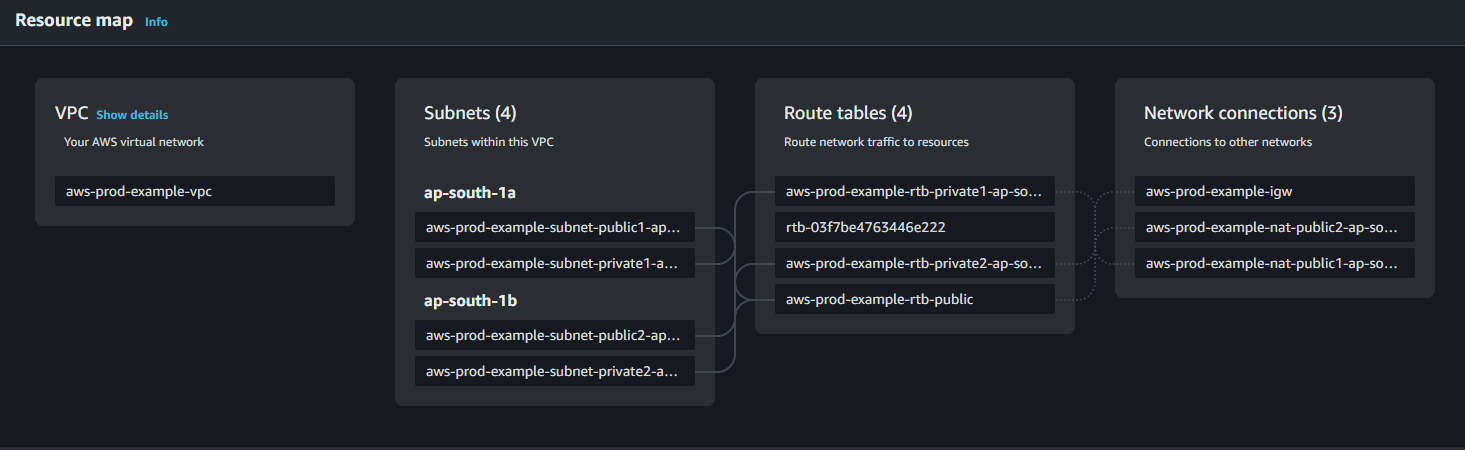 Resource map Info
VPC Show details
Your AWS virtual network
aws-prod-example-vpc
Subnets (4)
Subnets within this VPC
ap-south-1a
aws-prod-example-subnet-public1-ap...
aws-prod-example-subnet-private1-a...
ap-south-1b
aws-prod-example-subnet-public2-ap...
aws-prod-example-subnet-private2-a...
Route tables (4)
Route network traffic to resources
aws-prod-example-rtb-private1-ap-so...
rtb-03f7be4763446e222
aws-prod-example-rtb-private2-ap-so...
aws-prod-example-rtb-public
Network connections (3)
Connections to other networks
aws-prod-example-igw
aws-prod-example-nat-public2-ap-so...
aws-prod-example-nat-public1-ap-so...